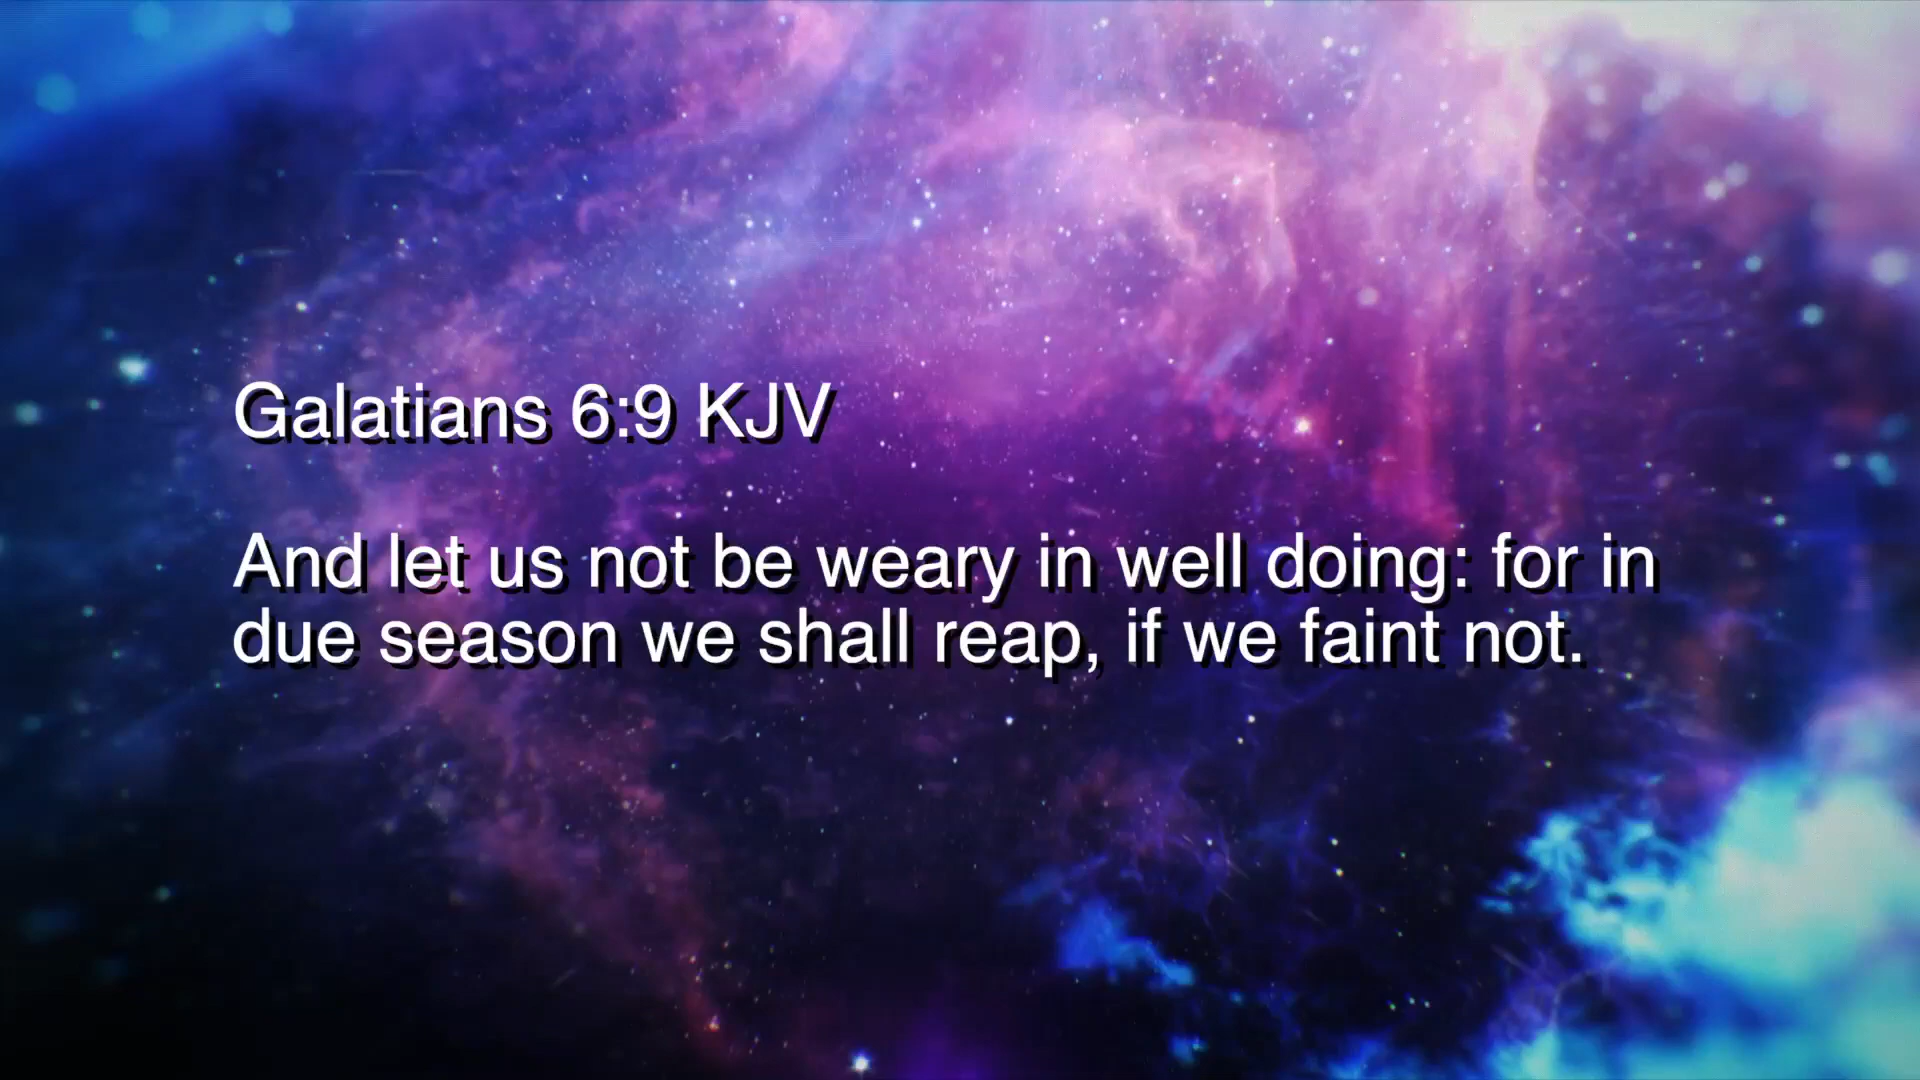 Galatians 6:9 KJV
And let us not be weary in well doing: for in
due season we shall reap, if we faint not.